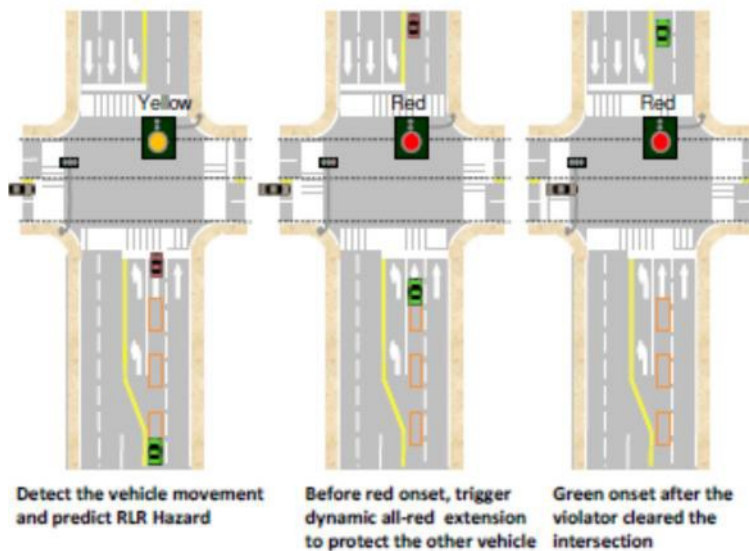 Yellow
Red
Red
Detect the vehicle movement
and predict RLR Hazard
Before red onset, trigger
dynamic all-red extension
to protect the other vehicle
Green onset after the
violator cleared the
intersection